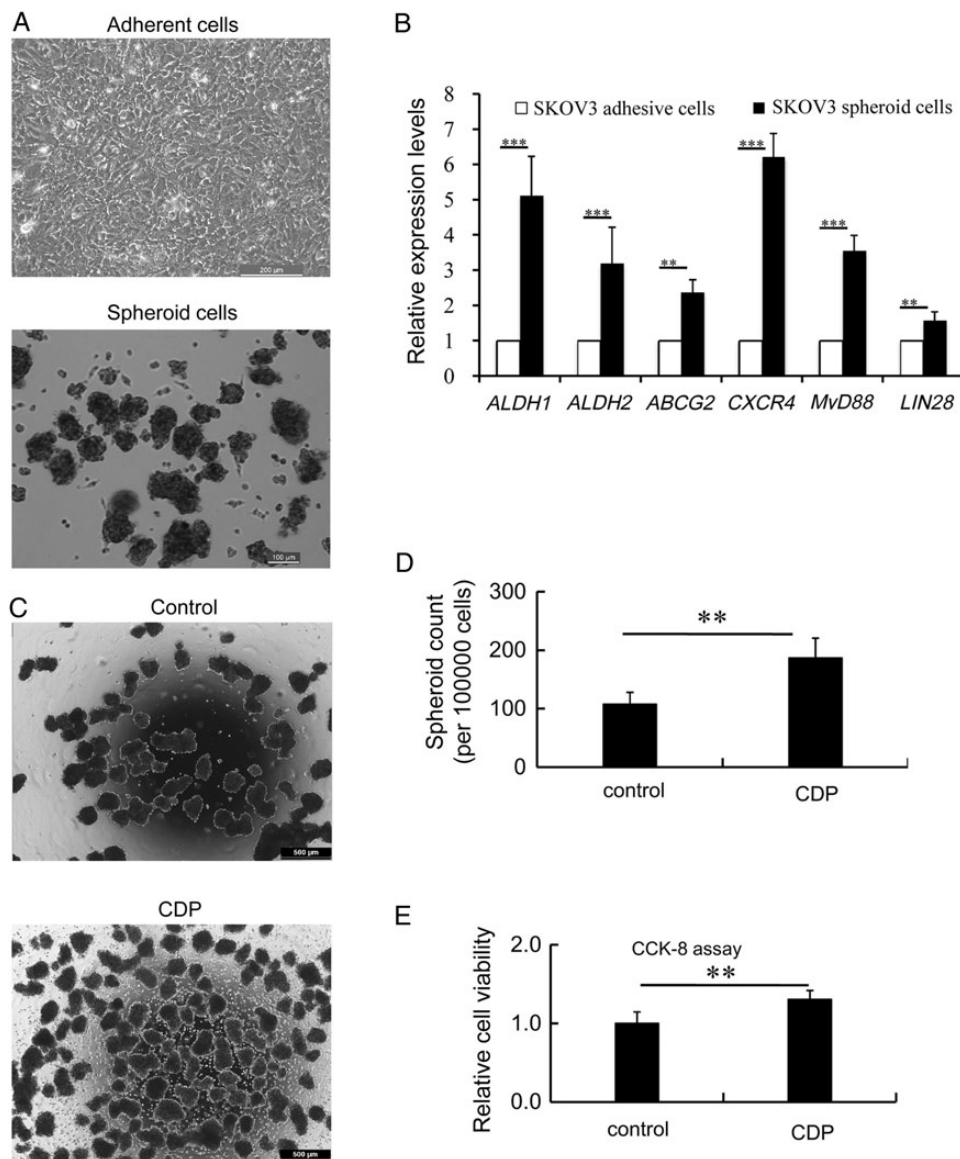 A
Adherent cells
200 µm
Spheroid cells
100 µm
B
Relative expression levels
8
7
6
5
4
3
2
1
0
SKOV3 adhesive cells
SKOV3 spheroid cells
***
***
**
***
***
**
ALDH1
ALDH2
ABCG2
CXCR4
MvD88
LIN28
C
Control
500 µm
CDP
500 µm
D
Spheroid count
(per 100000 cells)
300
200
100
0
**
control
CDP
E
Relative cell viability
2.0
1.0
0.0
CCK-8 assay
**
control
CDP